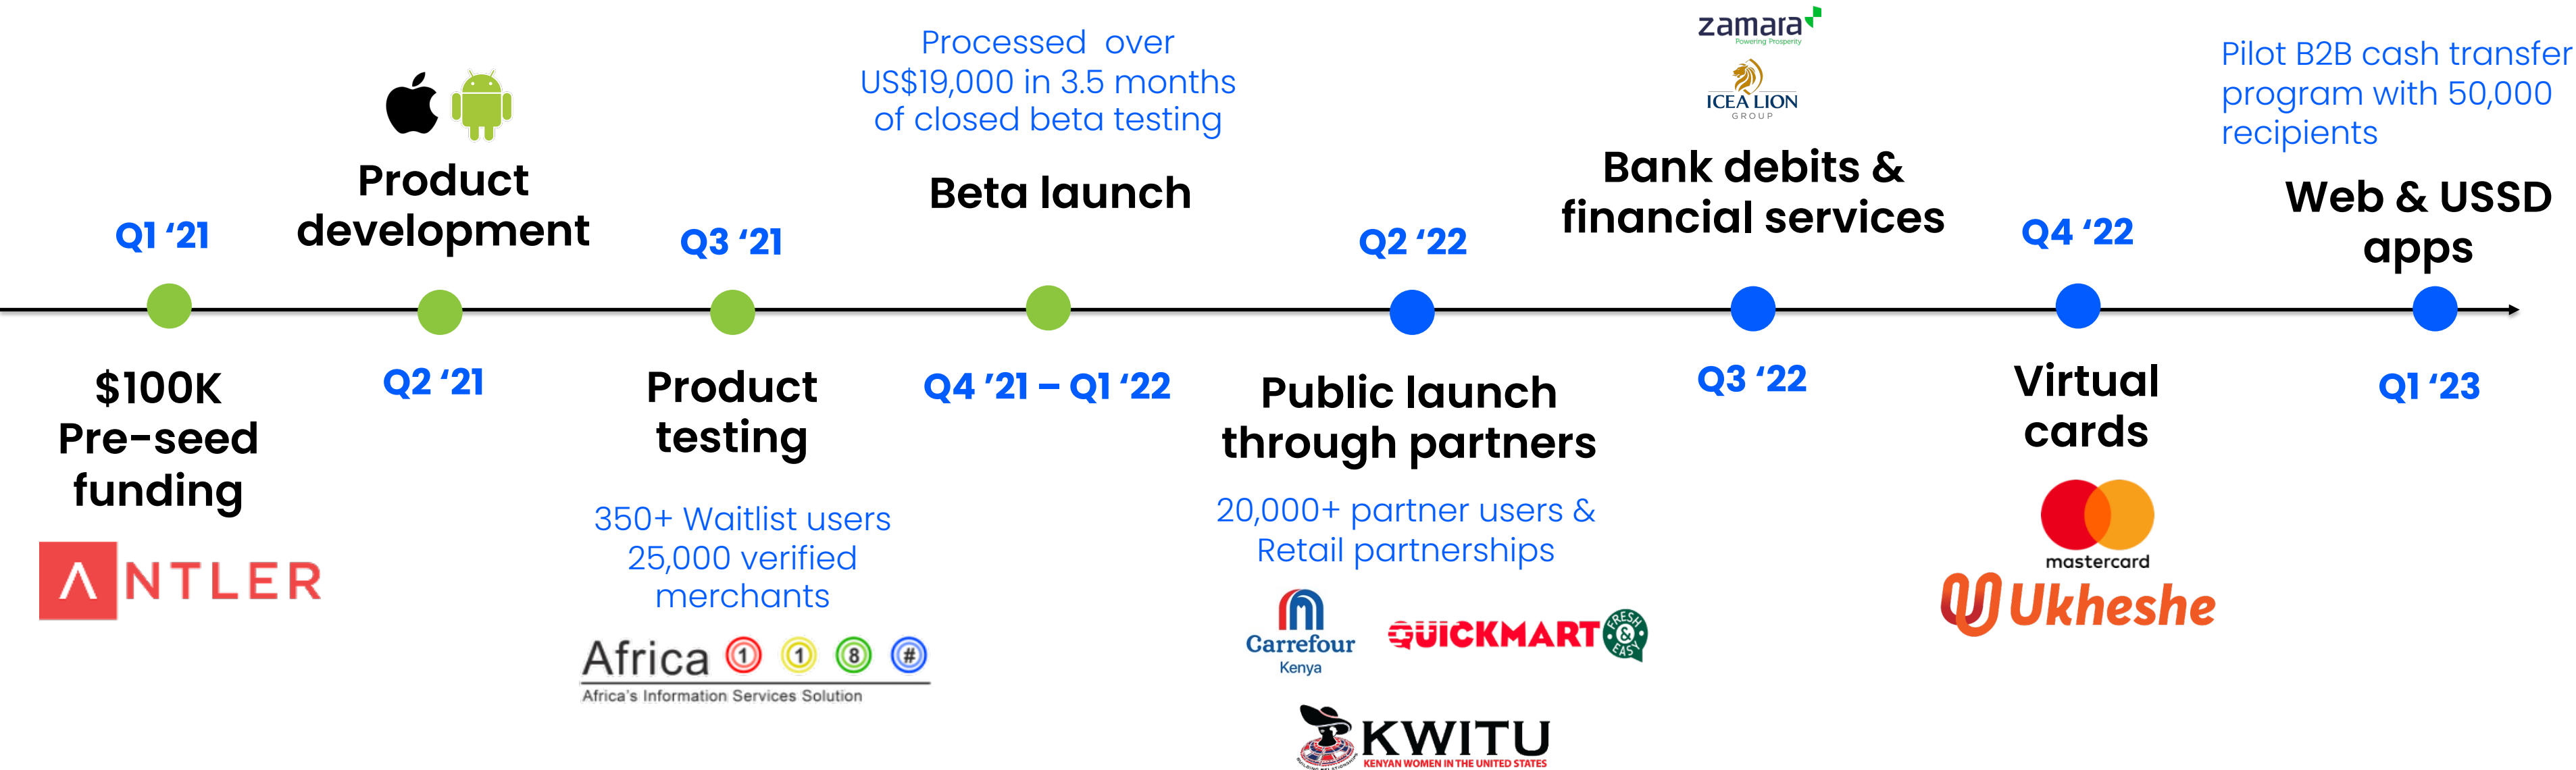 Q1 ‘21
$100K
Pre-seed
funding
ANTLER
Product
development
Q2 ‘21
Q3 ‘21
Product
testing
350+ Waitlist users
25,000 verified
merchants
Africa 1 1 8 #
Africa's Information Services Solution
Processed over
US$19,000 in 3.5 months
of closed beta testing
Beta launch
Q4 ’21 – Q1 ‘22
Q2 ‘22
Public launch
through partners
20,000+ partner users &
Retail partnerships
Carrefour
Kenya
QUICKMART
FRESH
&
EASY
KWITU
KENYAN WOMEN IN THE UNITED STATES
zamara
Powering Prosperity
ICEA LION
GROUP
Bank debits &
financial services
Q3 ‘22
Q4 ‘22
Virtual
cards
mastercard
Ukheshe
Pilot B2B cash transfer
program with 50,000
recipients
Web & USSD
apps
Q1 ‘23